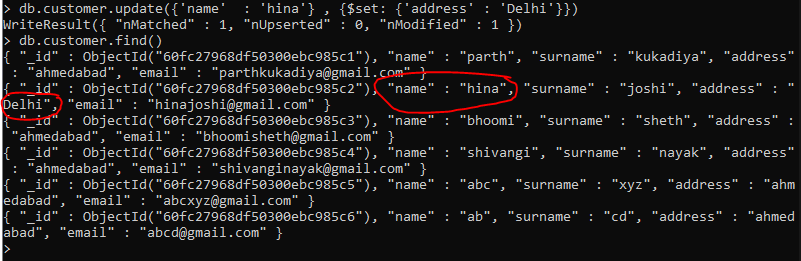 > db.customer.update({'name'  : 'hina'} , {$set: {'address' : 'Delhi'}})
WriteResult({ "nMatched" : 1, "nUpserted" : 0, "nModified" : 1 })
> db.customer.find()
{ "_id" : ObjectId("60fc27968df50300ebc985c1"), "name" : "parth", "surname" : "kukadiya", "address"
 : "ahmedabad", "email" : "parthkukadiya@gmail.com" }
{ "_id" : ObjectId("60fc27968df50300ebc985c2"), "name" : "hina", "surname" : "joshi", "address" : "
Delhi", "email" : "hinajoshi@gmail.com" }
{ "_id" : ObjectId("60fc27968df50300ebc985c3"), "name" : "bhoomi", "surname" : "sheth", "address" :
 "ahmedabad", "email" : "bhoomisheth@gmail.com" }
{ "_id" : ObjectId("60fc27968df50300ebc985c4"), "name" : "shivangi", "surname" : "nayak", "address"
 : "ahmedabad", "email" : "shivanginayak@gmail.com" }
{ "_id" : ObjectId("60fc27968df50300ebc985c5"), "name" : "abc", "surname" : "xyz", "address" : "ahm
edabad", "email" : "abcxyz@gmail.com" }
{ "_id" : ObjectId("60fc27968df50300ebc985c6"), "name" : "ab", "surname" : "cd", "address" : "ahmed
abad", "email" : "abcd@gmail.com" }
>